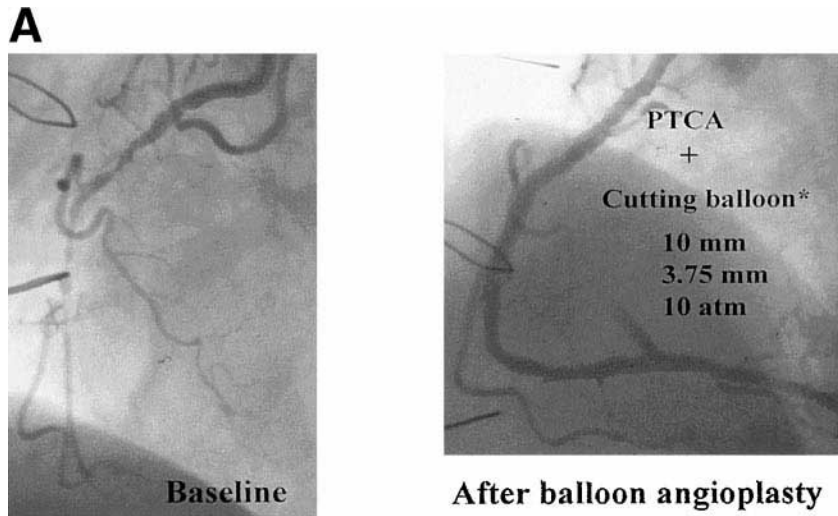 A
PTCA
+
Cutting balloon*
10 mm
3.75 mm
10 atm
Baseline
After balloon angioplasty